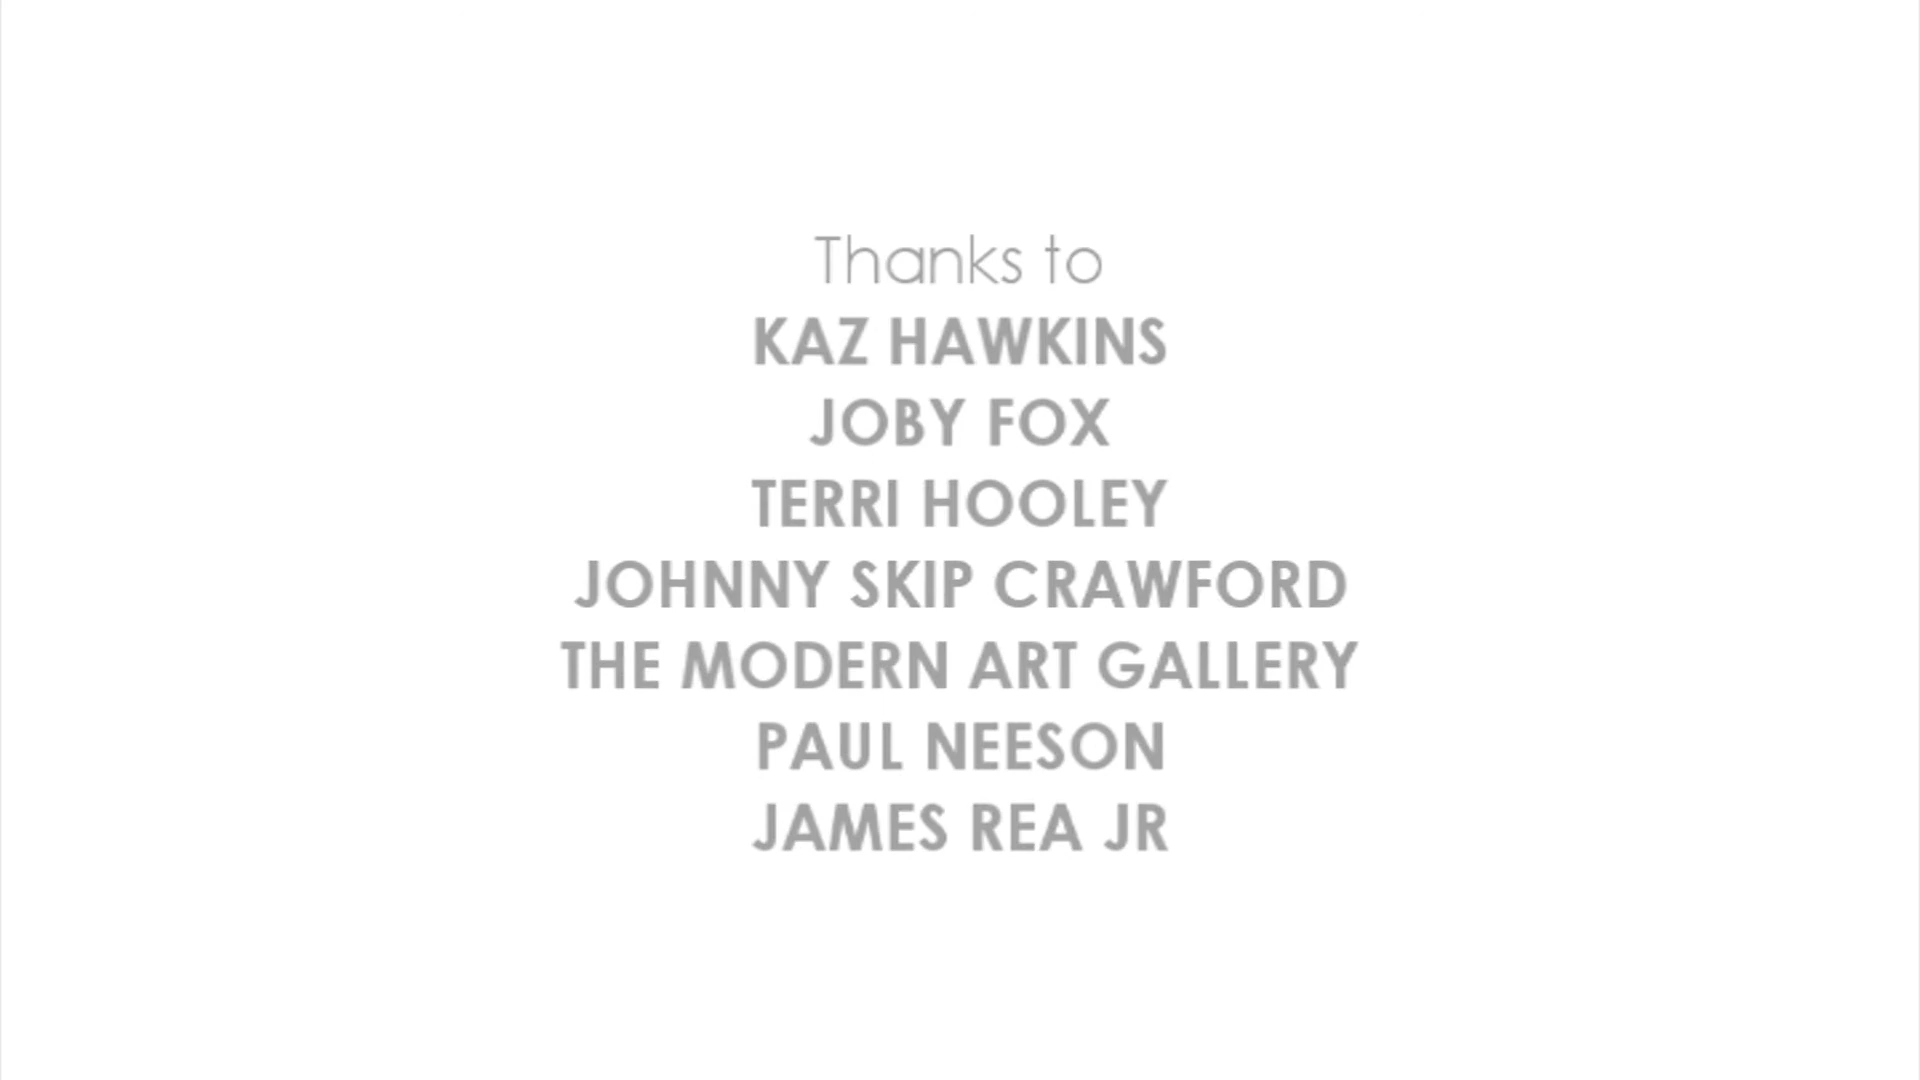 Thanks to
KAZ HAWKINS
JOBY FOX
TERRI HOOLEY
JOHNNY SKIP CRAWFORD
THE MODERN ART GALLERY
PAUL NEESON
JAMES REA JR